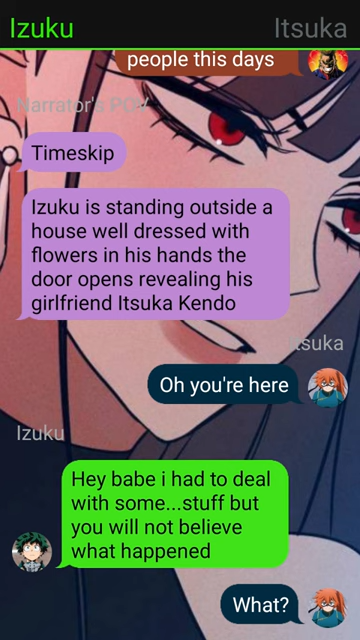 Izuku Itsuka
people this days
Narrator's POV
Timeskip
Izuku is standing outside a
house well dressed with
flowers in his hands the
door opens revealing his
girlfriend Itsuka Kendo
Itsuka
Oh you're here
Izuku
Hey babe i had to deal
with some...stuff but
you will not believe
what happened
What?